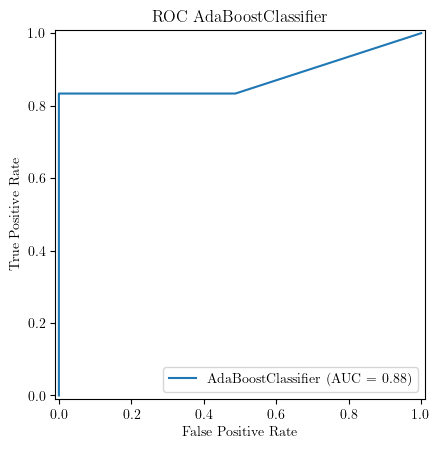 ROC AdaBoostClassifier
1.0
0.8
0.6
0.4
0.2
0.0
True Positive Rate
AdaBoostClassifier (AUC = 0.88)
0.0 0.2 0.4 0.6 0.8 1.0
False Positive Rate